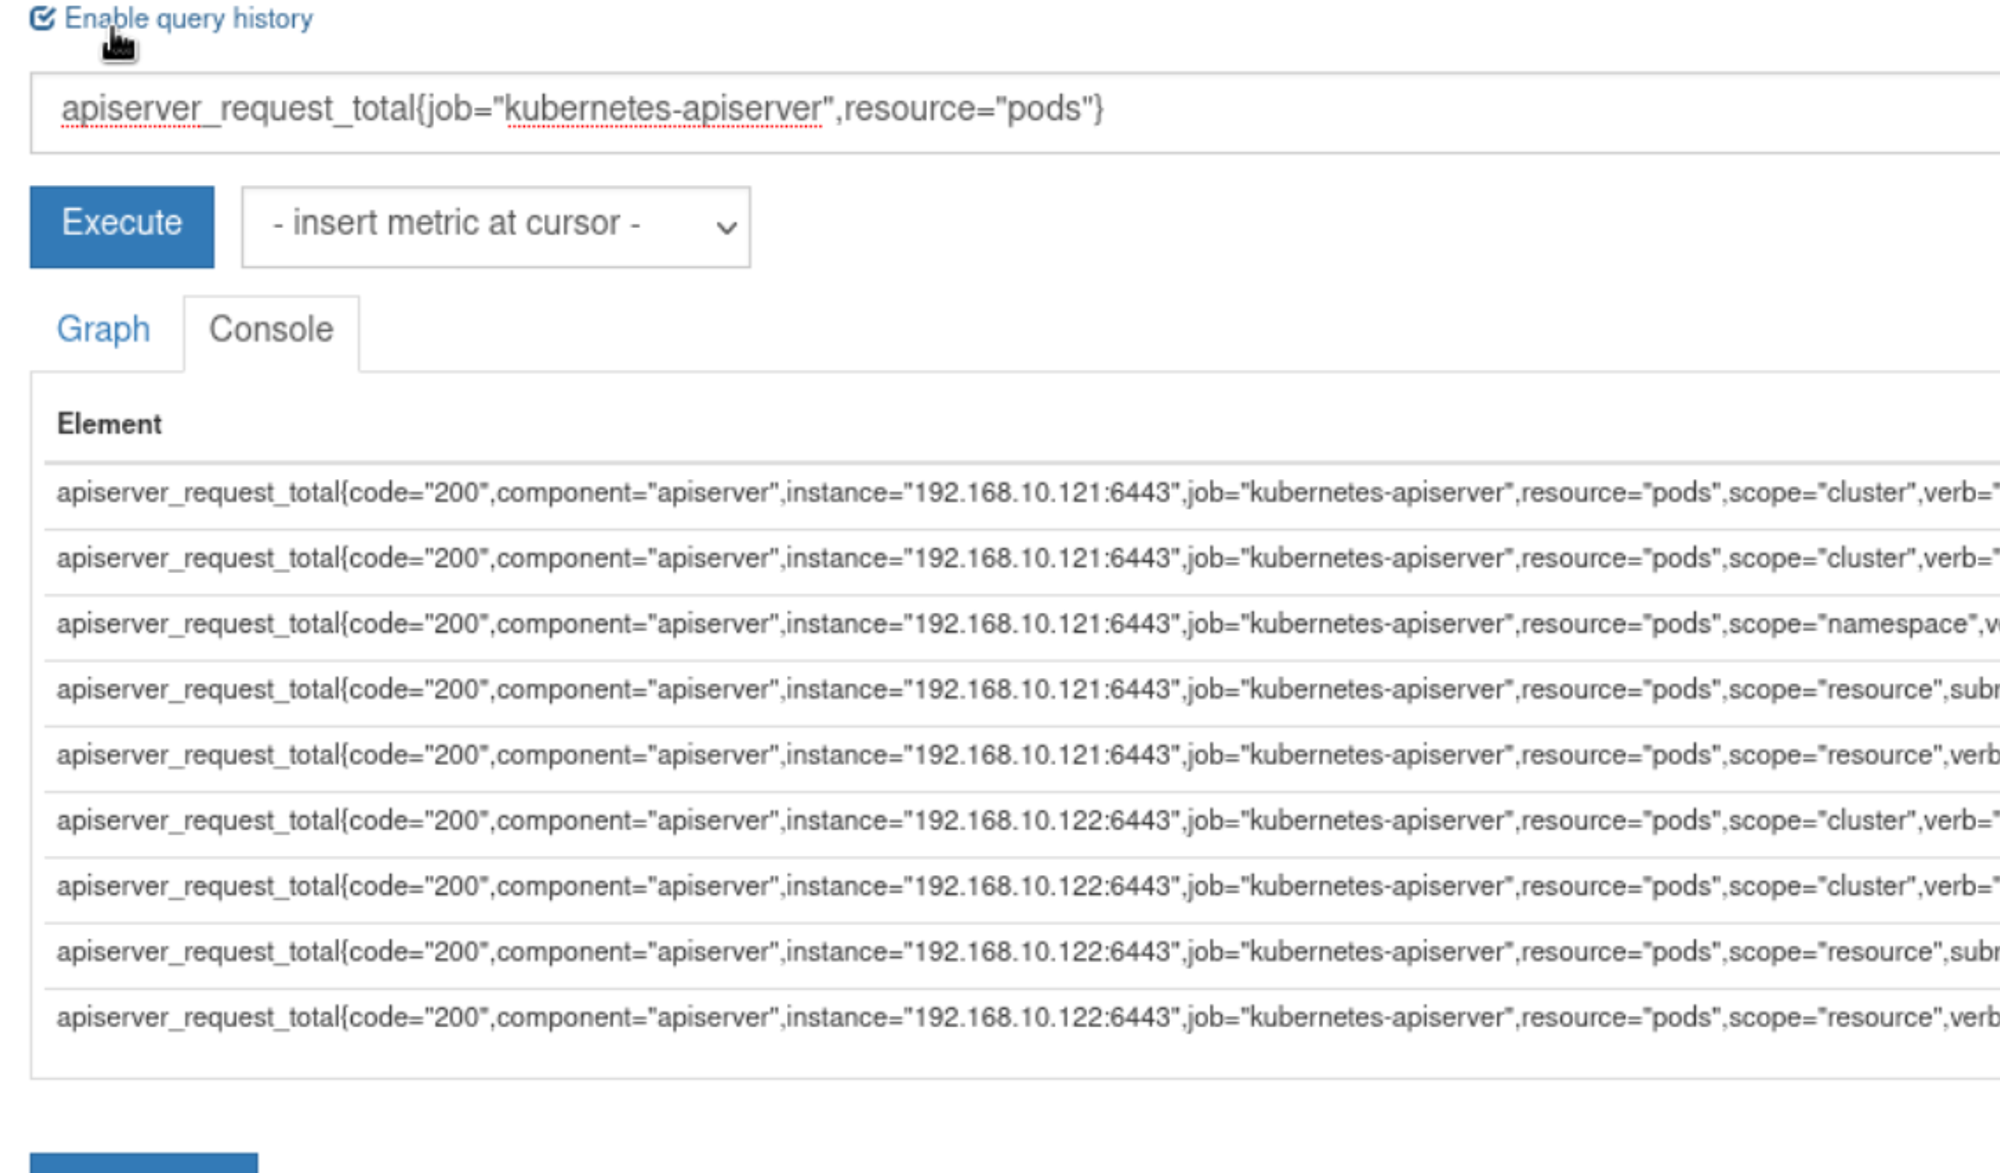 Enable query history
apiserver_request_total{job="kubernetes-apiserver",resource="pods"}
Execute
- insert metric at cursor -
Graph
Console
Element
apiserver_request_total{code="200",component="apiserver",instance="192.168.10.121:6443",job="kubernetes-apiserver",resource="pods",scope="cluster",verb="
apiserver_request_total{code="200",component="apiserver",instance="192.168.10.121:6443",job="kubernetes-apiserver",resource="pods",scope="cluster",verb="
apiserver_request_total{code="200",component="apiserver",instance="192.168.10.121:6443",job="kubernetes-apiserver",resource="pods",scope="namespace",v
apiserver_request_total{code="200",component="apiserver",instance="192.168.10.121:6443",job="kubernetes-apiserver",resource="pods",scope="resource",subr
apiserver_request_total{code="200",component="apiserver",instance="192.168.10.121:6443",job="kubernetes-apiserver",resource="pods",scope="resource",verb
apiserver_request_total{code="200",component="apiserver",instance="192.168.10.122:6443",job="kubernetes-apiserver",resource="pods",scope="cluster",verb="
apiserver_request_total{code="200",component="apiserver",instance="192.168.10.122:6443",job="kubernetes-apiserver",resource="pods",scope="cluster",verb="
apiserver_request_total{code="200",component="apiserver",instance="192.168.10.122:6443",job="kubernetes-apiserver",resource="pods",scope="resource",subr
apiserver_request_total{code="200",component="apiserver",instance="192.168.10.122:6443",job="kubernetes-apiserver",resource="pods",scope="resource",verb